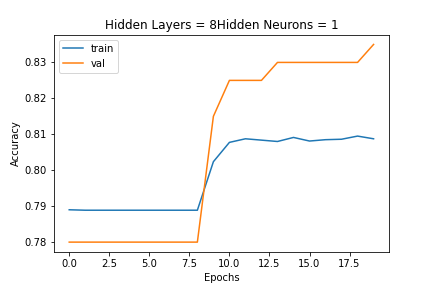 Hidden Layers = 8Hidden Neurons = 1
train
val
Accuracy
0.83
0.82
0.81
0.80
0.79
0.78
0.0 2.5 5.0 7.5 10.0 12.5 15.0 17.5
Epochs